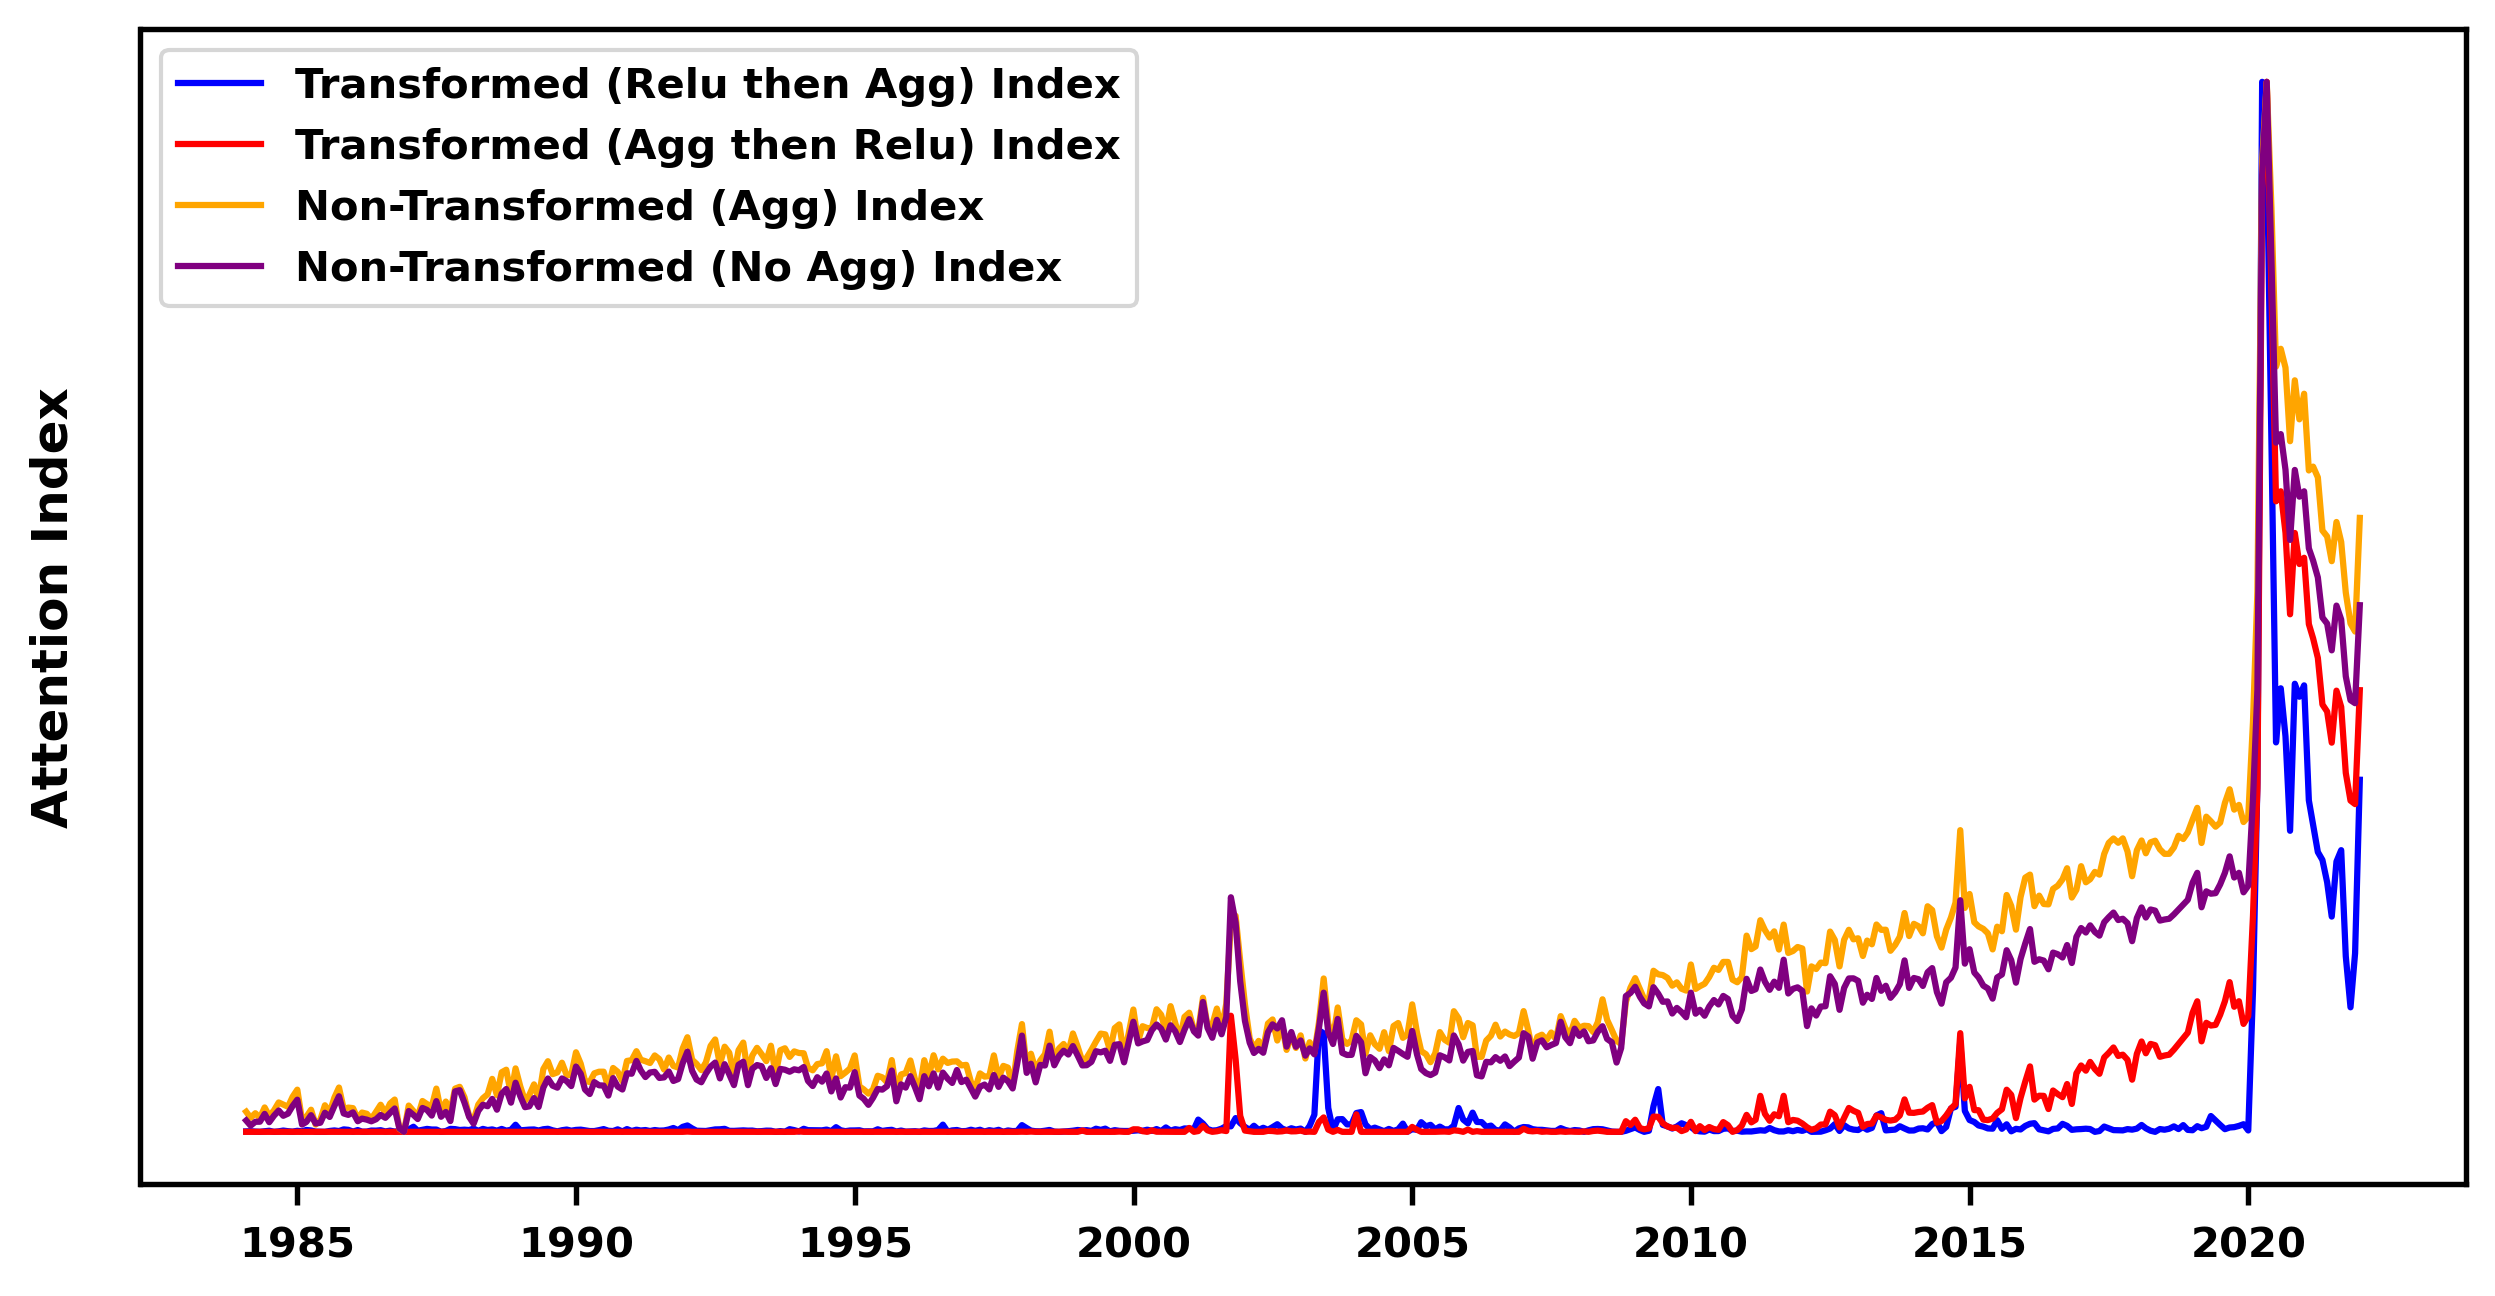 Transformed (Relu then Agg) Index
Transformed (Agg then Relu) Index
Non-Transformed (Agg) Index
Non-Transformed (No Agg) Index
Attention Index
1985 1990 1995 2000 2005 2010 2015 2020